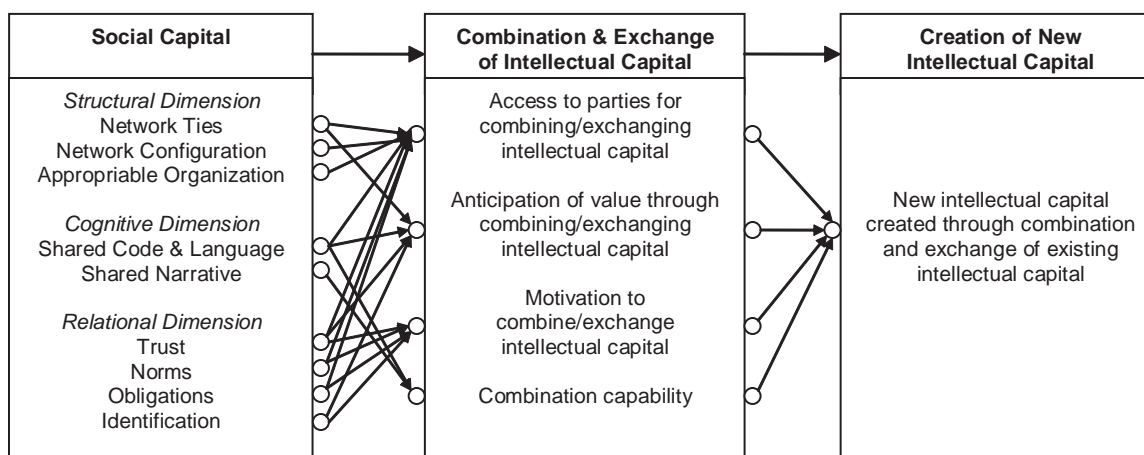 Social Capital
Structural Dimension
Network Ties
Network Configuration
Appropriable Organization
Cognitive Dimension
Shared Code & Language
Shared Narrative
Relational Dimension
Trust
Norms
Obligations
Identification
Combination & Exchange
of Intellectual Capital
Access to parties for
combining/exchanging
intellectual capital
Anticipation of value through
combining/exchanging
intellectual capital
Motivation to
combine/exchange
intellectual capital
Combination capability
Creation of New
Intellectual Capital
New intellectual capital
created through combination
and exchange of existing
intellectual capital